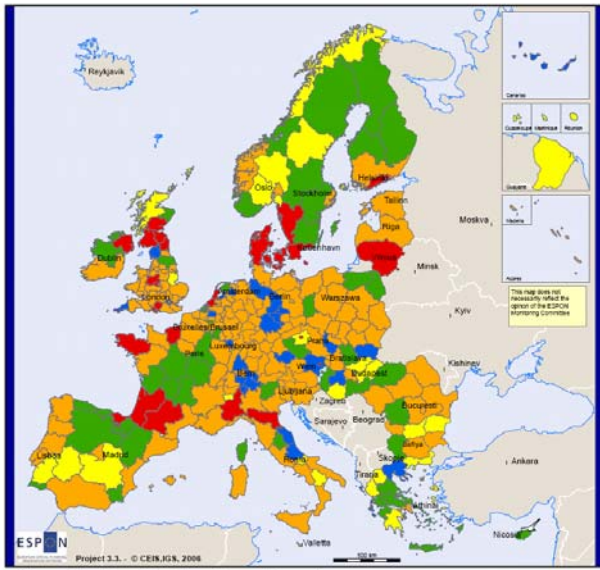 Reykjavik
Canarias
Guadeloupe Martinique Réunion
Guyane
Madeira
Açores
This map does not
necessarily reflect the
opinion of the ESPON
Monitoring Committee
Oslo
Helsinki
Stockholm
Tallinn
Riga
Moskva
København
Vilnius
Minsk
Dublin
London
Amsterdam
Berlin
Warszawa
Kyiv
Bruxelles/Brussel
Luxembourg
Praha
Paris
Wien
Bratislava
Budapest
Kishinev
Bern
Ljubljana
Zagreb
Bucuresti
Sarajevo
Beograd
Sofiya
Lisboa
Madrid
Roma
Skopje
Tirana
Ankara
Athinai
Valletta
Nicosia
ESPON
Project 3.3. - © CEIS,IGS, 2006
500 km